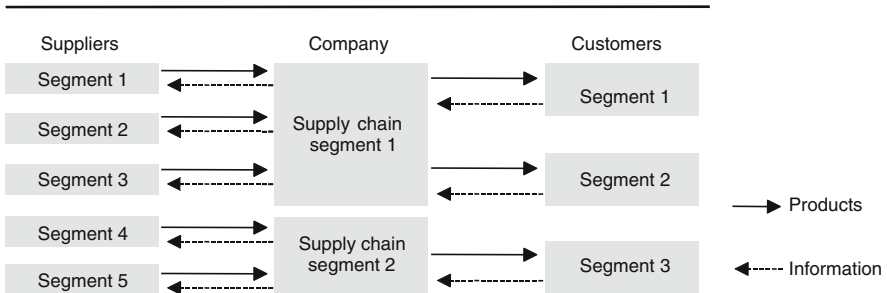 Suppliers
Company
Customers
Segment 1
Segment 2
Segment 3
Segment 4
Segment 5
Supply chain
segment 1
Supply chain
segment 2
Segment 1
Segment 2
Segment 3
Products
Information